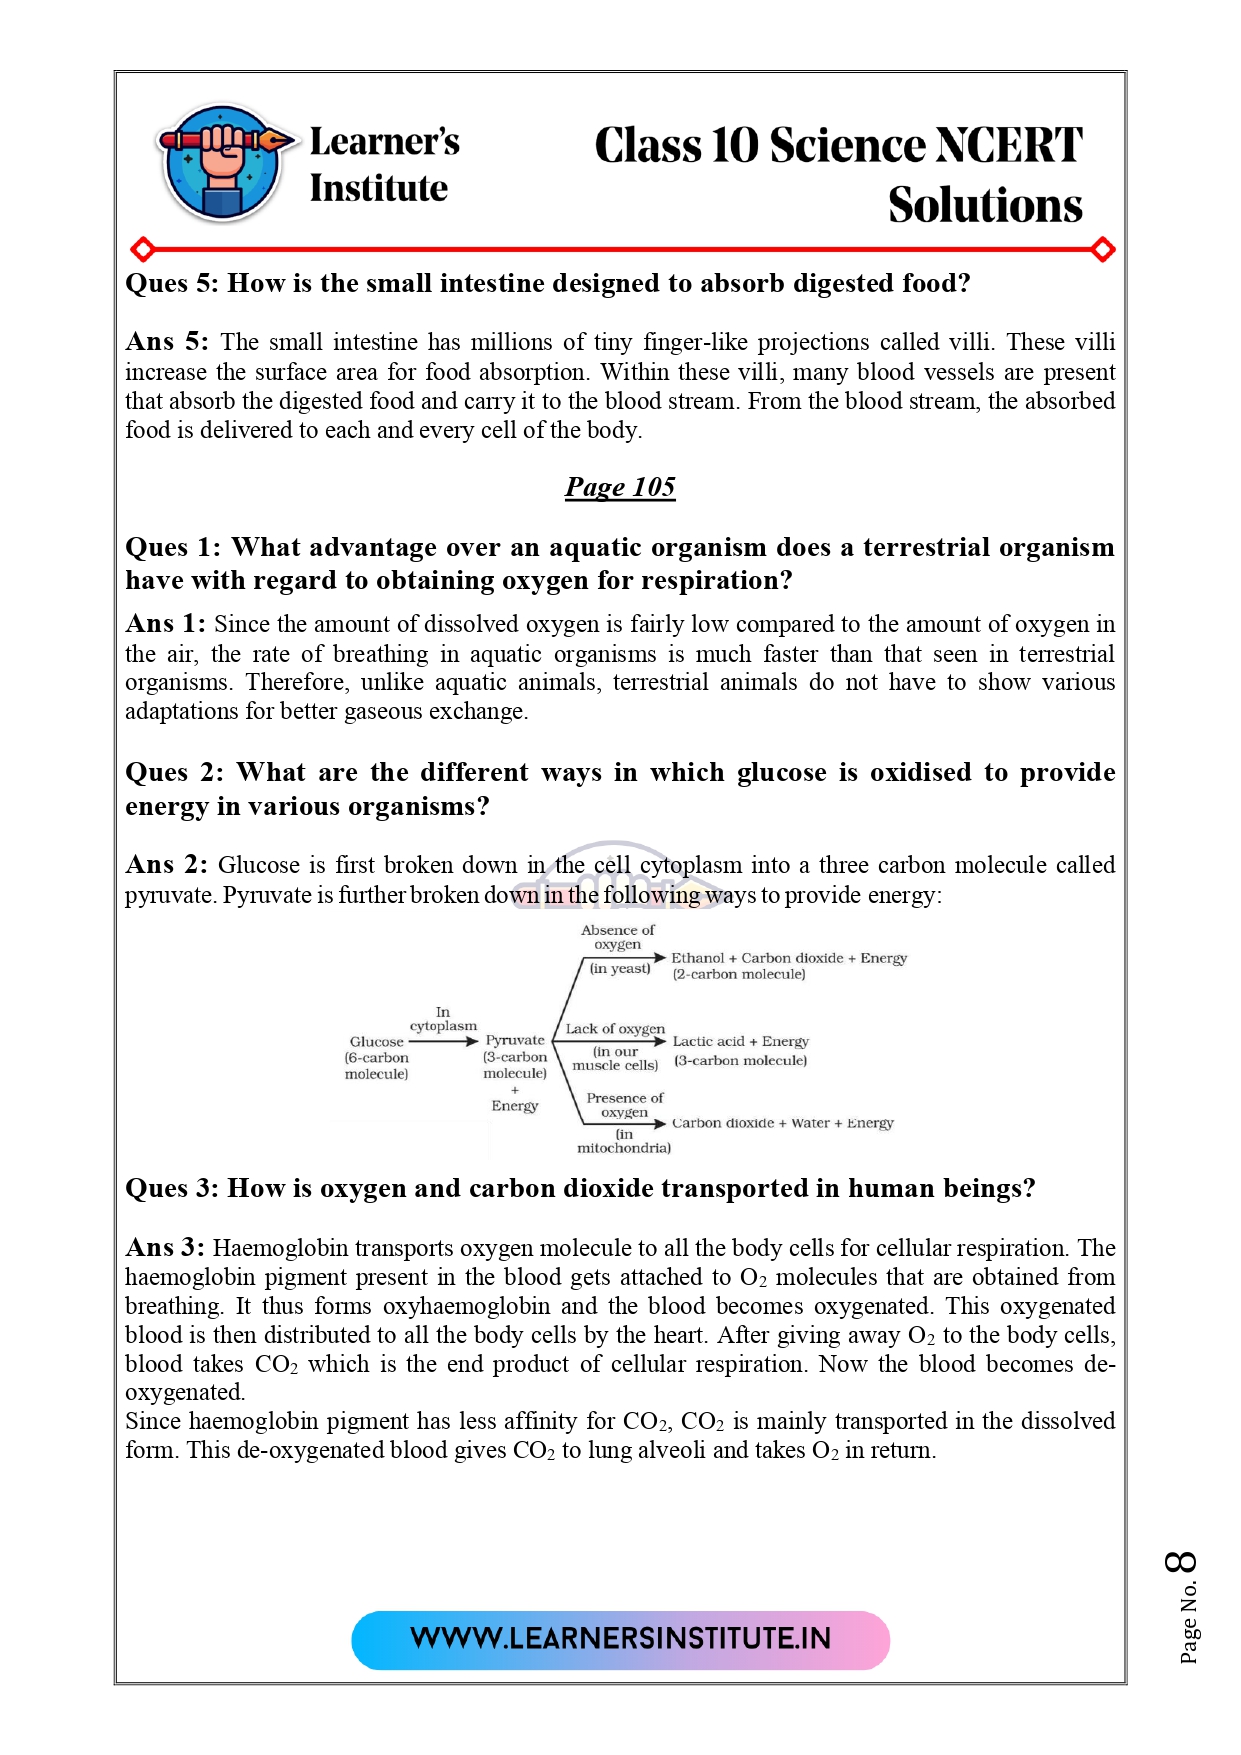 Learner's
Institute
Class 10 Science NCERT
Solutions
Ques 5: How is the small intestine designed to absorb digested food?
Ans 5: The small intestine has millions of tiny finger-like projections called villi. These villi
increase the surface area for food absorption. Within these villi, many blood vessels are present
that absorb the digested food and carry it to the blood stream. From the blood stream, the absorbed
food is delivered to each and every cell of the body.
Page 105
Ques 1: What advantage over an aquatic organism does a terrestrial organism
have with regard to obtaining oxygen for respiration?
Ans 1: Since the amount of dissolved oxygen is fairly low compared to the amount of oxygen in
the air, the rate of breathing in aquatic organisms is much faster than that seen in terrestrial
organisms. Therefore, unlike aquatic animals, terrestrial animals do not have to show various
adaptations for better gaseous exchange.
Ques 2: What are the different ways in which glucose is oxidised to provide
energy in various organisms?
Ans 2: Glucose is first broken down in the cell cytoplasm into a three carbon molecule called
pyruvate. Pyruvate is further broken down in the following ways to provide energy:
Absence of
oxygen
(in yeast)
Ethanol + Carbon dioxide + Energy
(2-carbon molecule)
In
cytoplasm
Glucose
(6-carbon
molecule)
Pyruvate
(3-carbon
molecule)
+
Energy
Lack of oxygen
(in our
muscle cells)
Lactic acid + Energy
(3-carbon molecule)
Presence of
oxygen
(in
mitochondria)
Carbon dioxide + Water + Energy
Ques 3: How is oxygen and carbon dioxide transported in human beings?
Ans 3: Haemoglobin transports oxygen molecule to all the body cells for cellular respiration. The
haemoglobin pigment present in the blood gets attached to O₂ molecules that are obtained from
breathing. It thus forms oxyhaemoglobin and the blood becomes oxygenated. This oxygenated
blood is then distributed to all the body cells by the heart. After giving away O₂ to the body cells,
blood takes CO₂ which is the end product of cellular respiration. Now the blood becomes de-
oxygenated.
Since haemoglobin pigment has less affinity for CO₂, CO₂ is mainly transported in the dissolved
form. This de-oxygenated blood gives CO₂ to lung alveoli and takes O₂ in return.
Page No. 8
WWW.LEARNERSINSTITUTE.IN